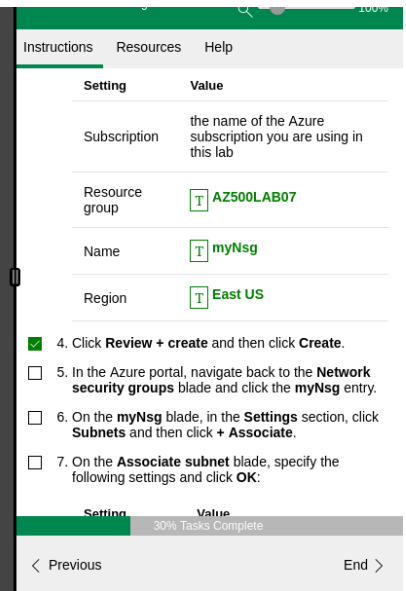 100%
Instructions Resources Help
Setting Value
Subscription the name of the Azure
subscription you are using in
this lab
Resource
group
T AZ500LAB07
Name T myNsg
Region T East US
4. Click Review + create and then click Create.
5. In the Azure portal, navigate back to the Network
security groups blade and click the myNsg entry.
6. On the myNsg blade, in the Settings section, click
Subnets and then click + Associate.
7. On the Associate subnet blade, specify the
following settings and click OK:
Setting Value
30% Tasks Complete
Previous End